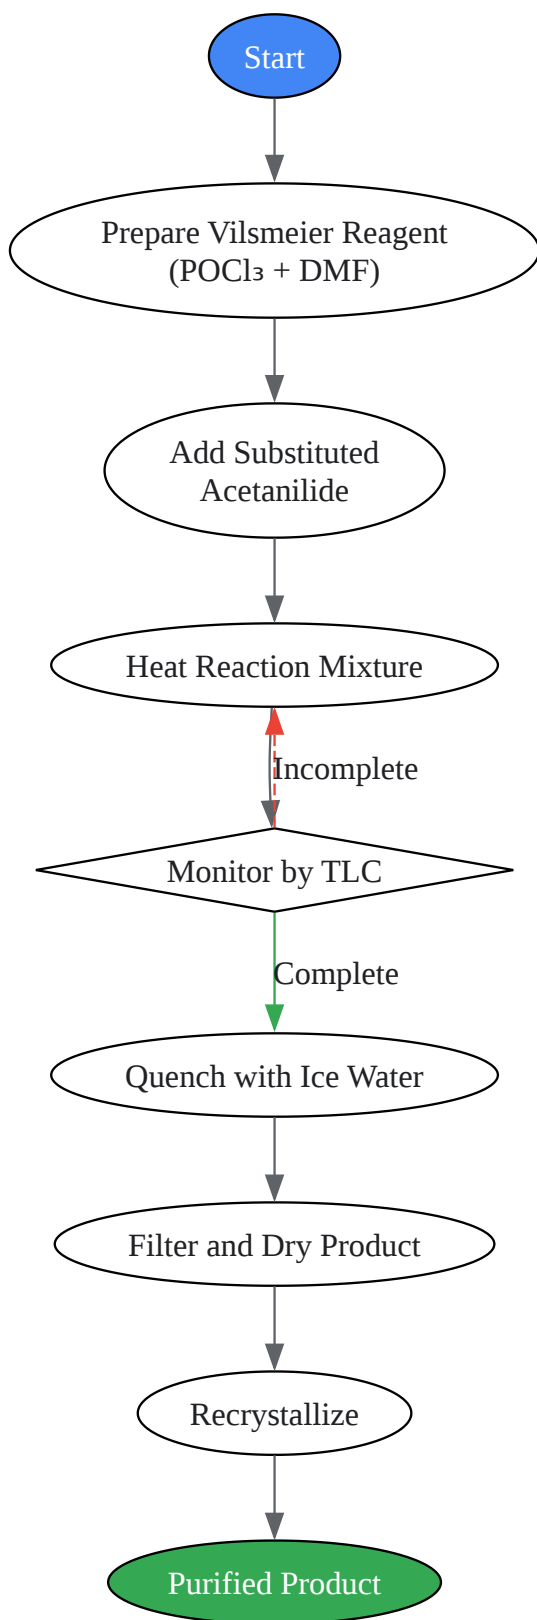 Start
Prepare Vilsmeier Reagent
(POCl₃ + DMF)
Add Substituted
Acetanilide
Heat Reaction Mixture
Incomplete
Monitor by TLC
Complete
Quench with Ice Water
Filter and Dry Product
Recrystallize
Purified Product